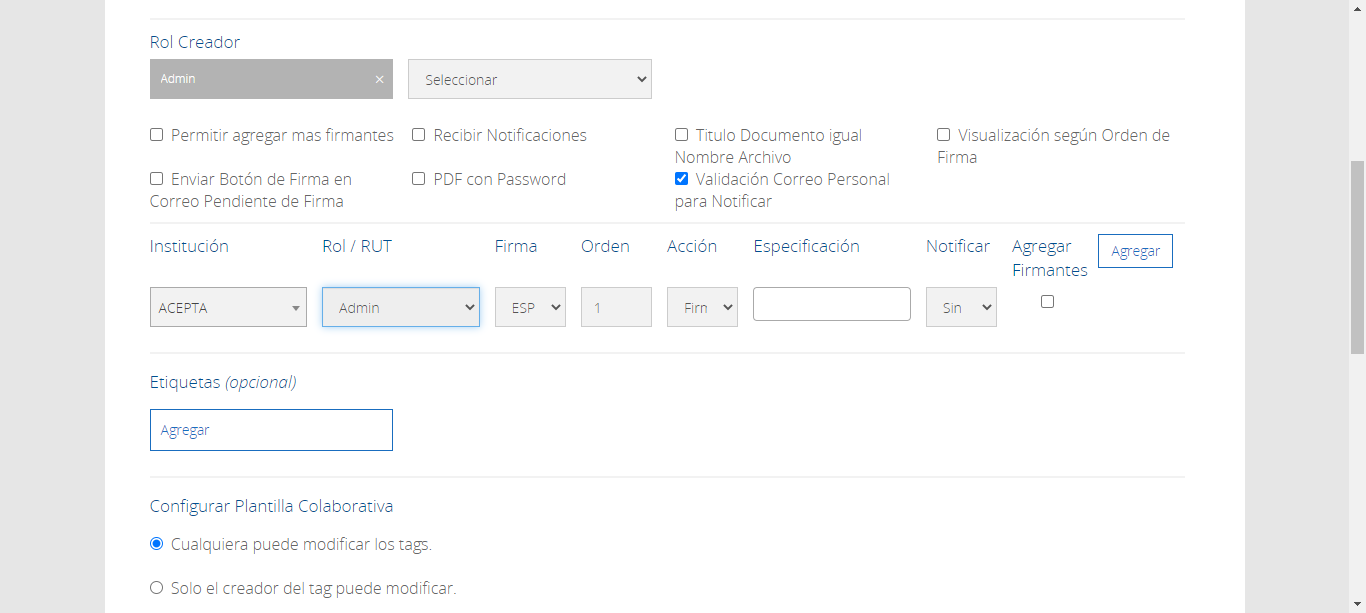 Rol Creador
Admin ×
Seleccionar
Permitir agregar mas firmantes
Recibir Notificaciones
Titulo Documento igual
Nombre Archivo
Visualización según Orden de
Firma
Enviar Botón de Firma en
Correo Pendiente de Firma
PDF con Password
Validación Correo Personal
para Notificar
Institución
Rol / RUT
Firma
Orden
Acción
Especificación
Notificar
Agregar
Firmantes
Agregar
ACEPTA
Admin
ESP
1
Firn
Sin
Etiquetas (opcional)
Agregar
Configurar Plantilla Colaborativa
Cualquiera puede modificar los tags.
Solo el creador del tag puede modificar.